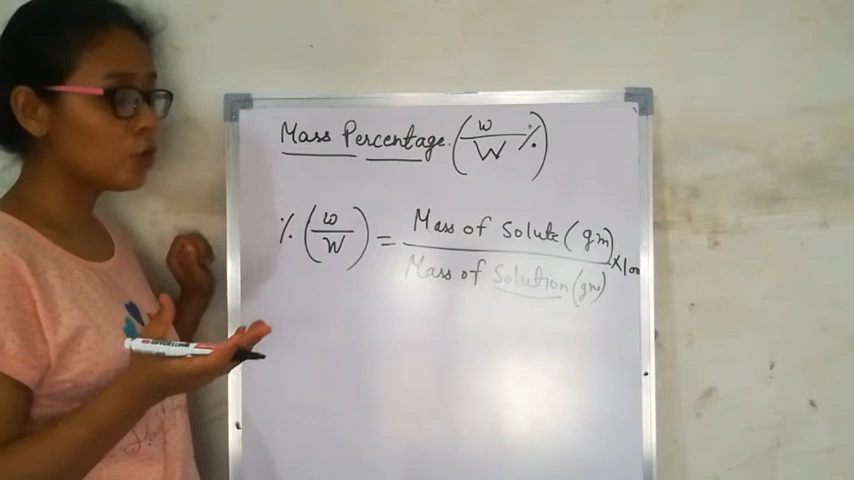 Mass Percentage. (w/W %)
% (w/W) = Mass of Solute (gm) / Mass of Solution (gm) × 100